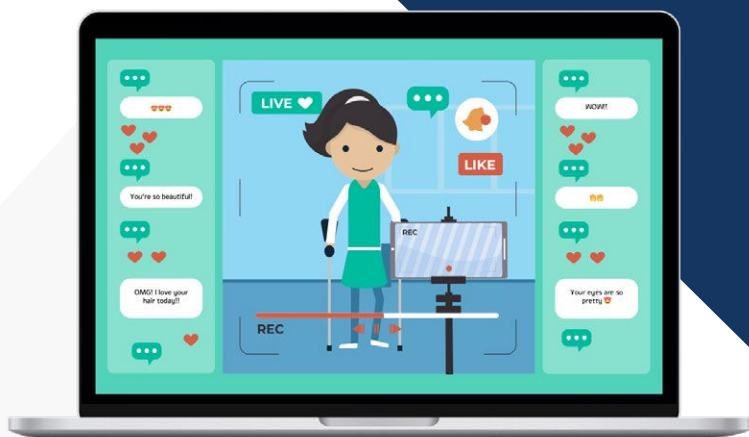 You're so beautiful!
OMG! I love your
hair today!!
LIVE
LIKE
REC
REC
WOW!!
Your eyes are so
pretty 😍